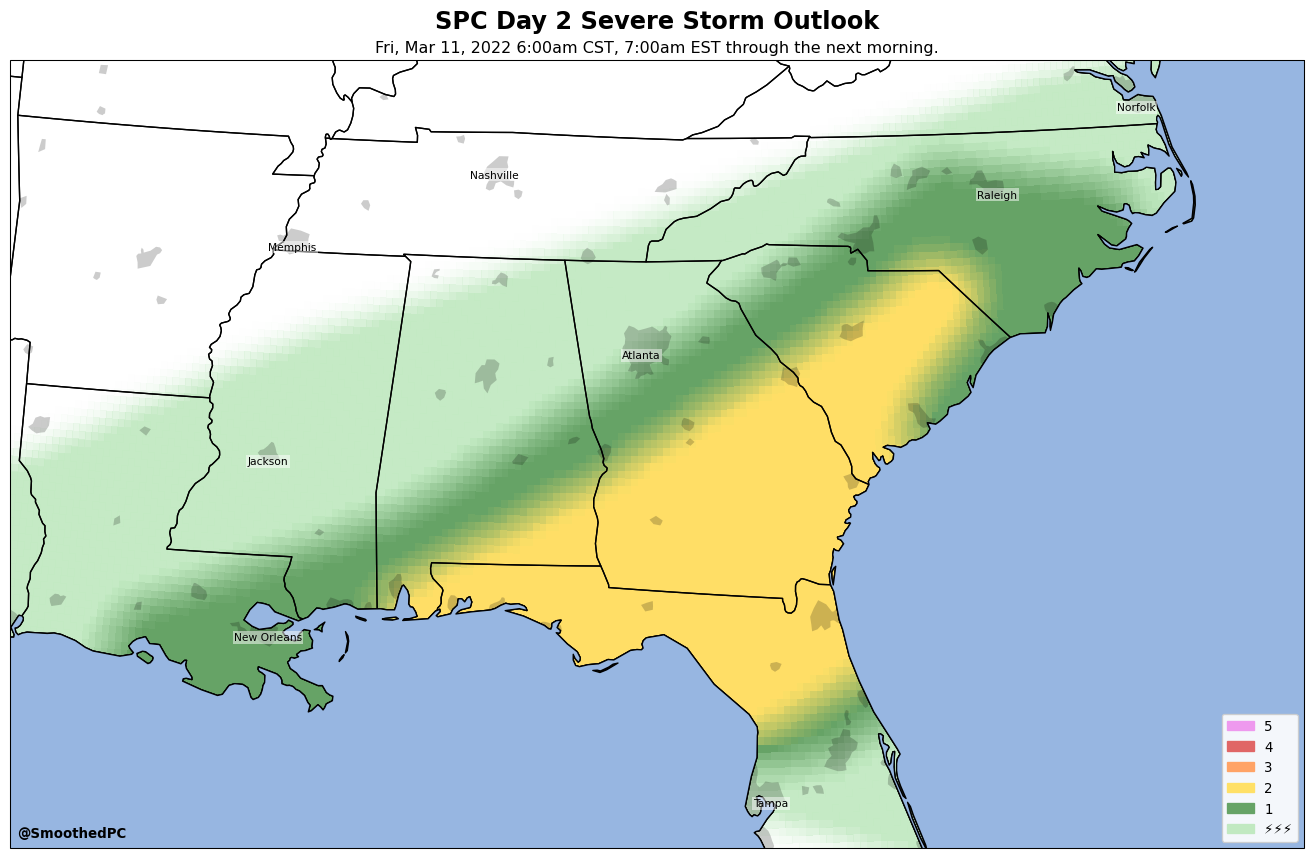 SPC Day 2 Severe Storm Outlook
Fri, Mar 11, 2022 6:00am CST, 7:00am EST through the next morning.
Norfolk
Nashville
Raleigh
Memphis
Atlanta
Jackson
New Orleans
Tampa
5
4
3
2
1
⚡⚡⚡
@SmoothedPC